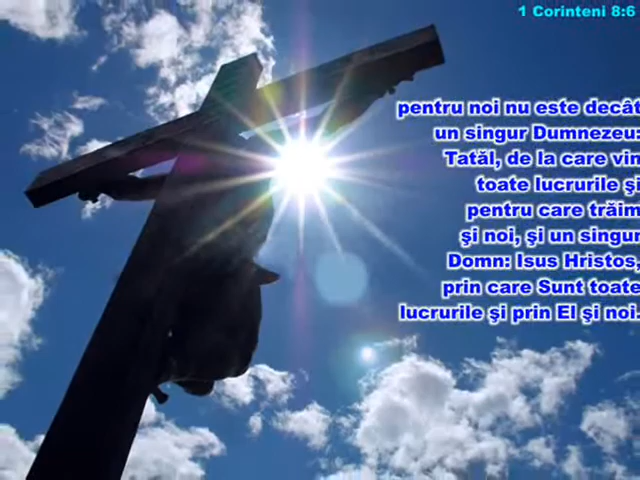 1 Corinteni 8:6
pentru noi nu este decât
un singur Dumnezeu:
Tatăl, de la care vin
toate lucrurile şi
pentru care trăim
şi noi, şi un singur
Domn: Isus Hristos,
prin care Sunt toate
lucrurile şi prin El şi noi.